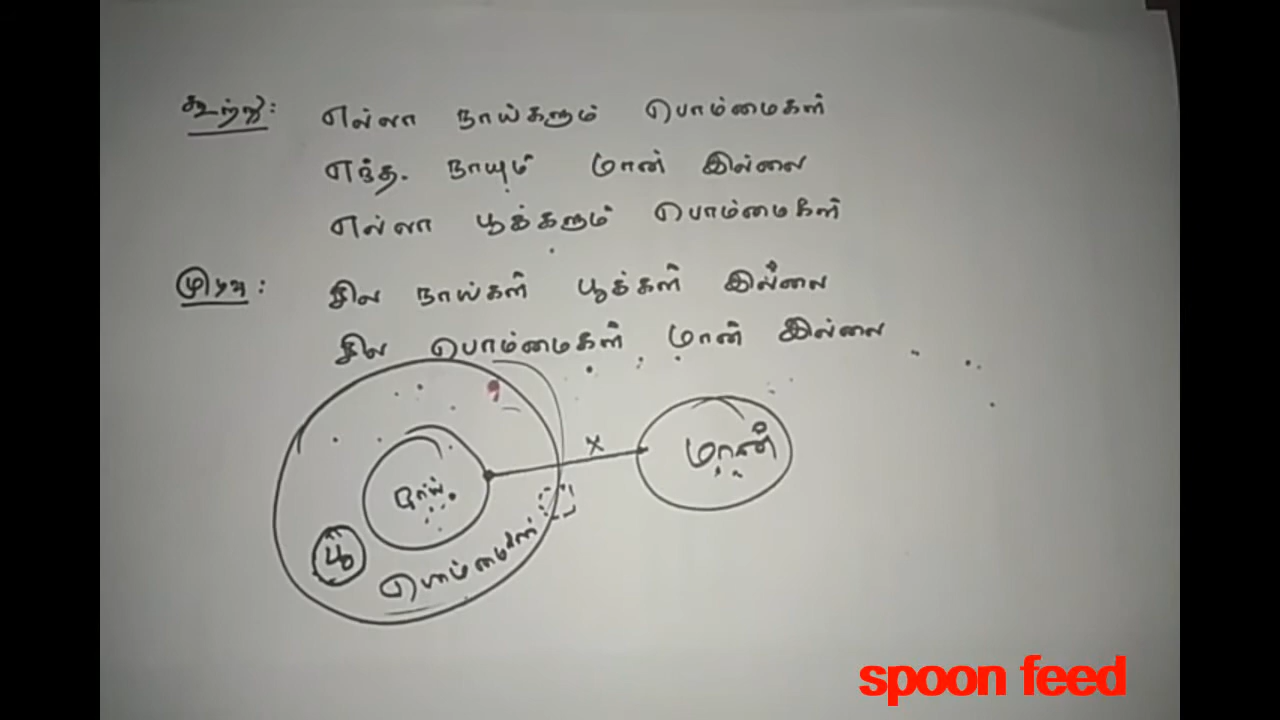 கூற்று: எல்லா நாய்களும் பொம்மைகள்
எந்த நாயும் மான் இல்லை
எல்லா பூக்களும் பொம்மைகள்
முடிவு: சில நாய்கள் பூக்கள் இல்லை
சில பொம்மைகள் மான் இல்லை
x
மான்
நாய்
பூ
பொம்மைகள்
spoon feed